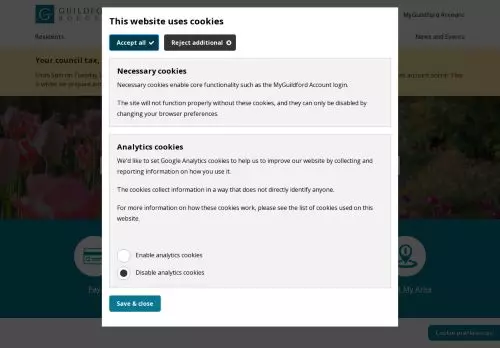 This website uses cookies
GUILDFO
MyGuildford Account
Accept all
Reject additional
Residents
News and Events
Necessary cookies
Your council tax,
Necessary cookies enable core functionality such as the MyGuildford Account login.
The site will not function properly without these cookies, and they can only be disabled by
changing your browser preferences.
Analytics cookies
We'd like to set Google Analytics cookies to help us to improve our website by collecting and
reporting information on how you use it.
The cookies collect information in a way that does not directly identify anyone.
For more information on how these cookies work, please see the list of cookies used on this
website.
Enable analytics cookies
Disable analytics cookies
Pay
My Area
Save & close
Cookie preferences